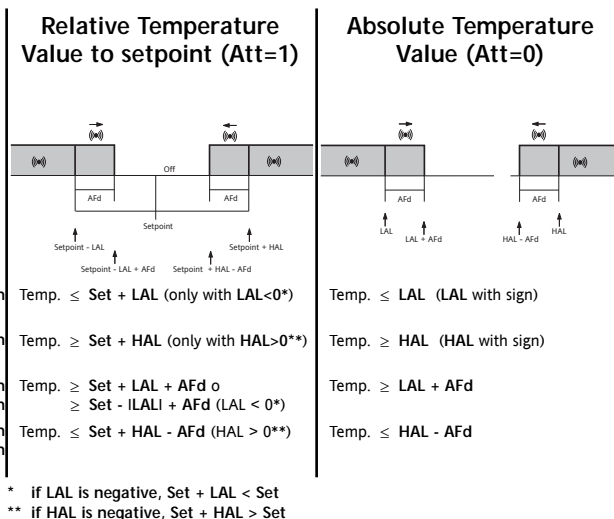 Relative Temperature
Value to setpoint (Att=1)
Absolute Temperature
Value (Att=0)
Off
AFd
AFd
Setpoint
Setpoint - LAL
Setpoint + HAL
Setpoint - LAL + AFd
Setpoint + HAL - AFd
AFd
AFd
LAL
LAL + AFd
HAL - AFd
HAL
Temp. ≤ Set + LAL (only with LAL<0*)
Temp. ≤ LAL (LAL with sign)
Temp. ≥ Set + HAL (only with HAL>0**)
Temp. ≥ HAL (HAL with sign)
Temp. ≥ Set + LAL + AFd o
≥ Set - ILALI + AFd (LAL < 0*)
Temp. ≥ LAL + AFd
Temp. ≤ Set + HAL - AFd (HAL > 0**)
Temp. ≤ HAL - AFd
* if LAL is negative, Set + LAL < Set
** if HAL is negative, Set + HAL > Set